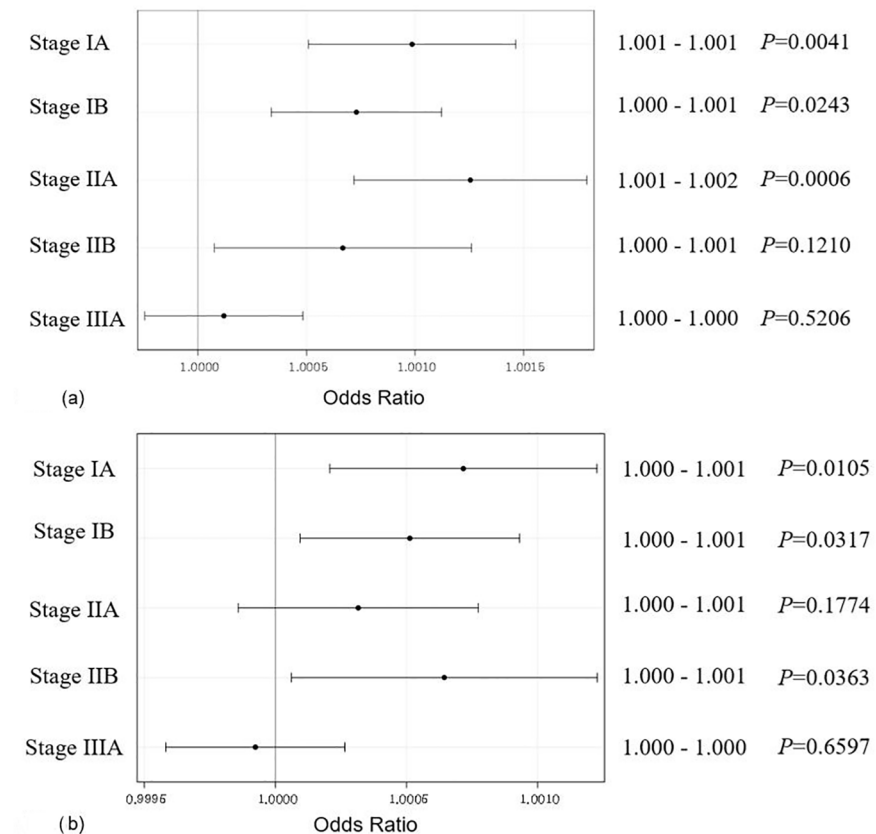 Stage IA 1.001 - 1.001 P=0.0041
Stage IB 1.000 - 1.001 P=0.0243
Stage IIA 1.001 - 1.002 P=0.0006
Stage IIB 1.000 - 1.001 P=0.1210
Stage IIIA 1.000 - 1.000 P=0.5206
1.0000 1.0005 1.0010 1.0015
(a) Odds Ratio
Stage IA 1.000 - 1.001 P=0.0105
Stage IB 1.000 - 1.001 P=0.0317
Stage IIA 1.000 - 1.001 P=0.1774
Stage IIB 1.000 - 1.001 P=0.0363
Stage IIIA 1.000 - 1.000 P=0.6597
0.9995 1.0000 1.0005 1.0010
(b) Odds Ratio